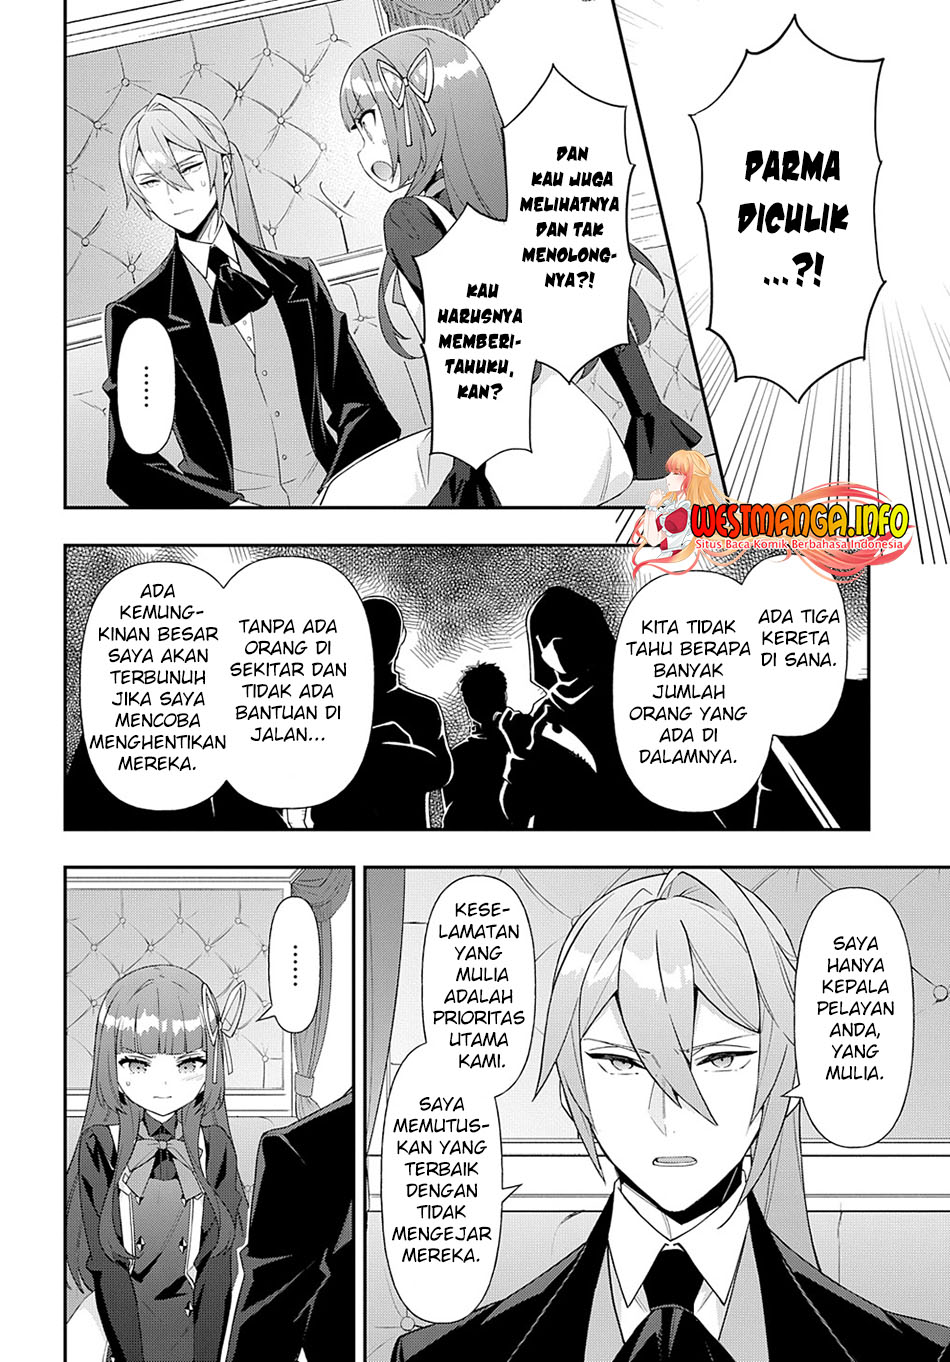 PARMA
DICULIK
...?!
DAN
KAU JUGA
MELIHATNYA
DAN TAK
MENOLONG-
NYA?!
KAU
HARUSNYA
MEMBERI-
TAHUKU,
KAN?
......
WESTMANGA.INFO
Situs Baca Komik Berbahasa Indonesia
ADA TIGA
KERETA
DI SANA.
KITA TIDAK
TAHU BERAPA
BANYAK
JUMLAH
ORANG YANG
ADA DI
DALAMNYA.
TANPA ADA
ORANG DI
SEKITAR DAN
TIDAK ADA
BANTUAN DI
JALAN...
ADA
KEMUNG-
KINAN BESAR
SAYA AKAN
TERBUNUH
JIKA SAYA
MENCOBA
MENGHENTIKAN
MEREKA.
SAYA
HANYA
KEPALA
PELAYAN
ANDA,
YANG
MULIA.
KESE-
LAMATAN
YANG
MULIA
ADALAH
PRIORITAS
UTAMA
KAMI.
SAYA
MEMUTUS-
KAN YANG
TERBAIK
DENGAN
TIDAK
MENGEJAR
MEREKA.
......